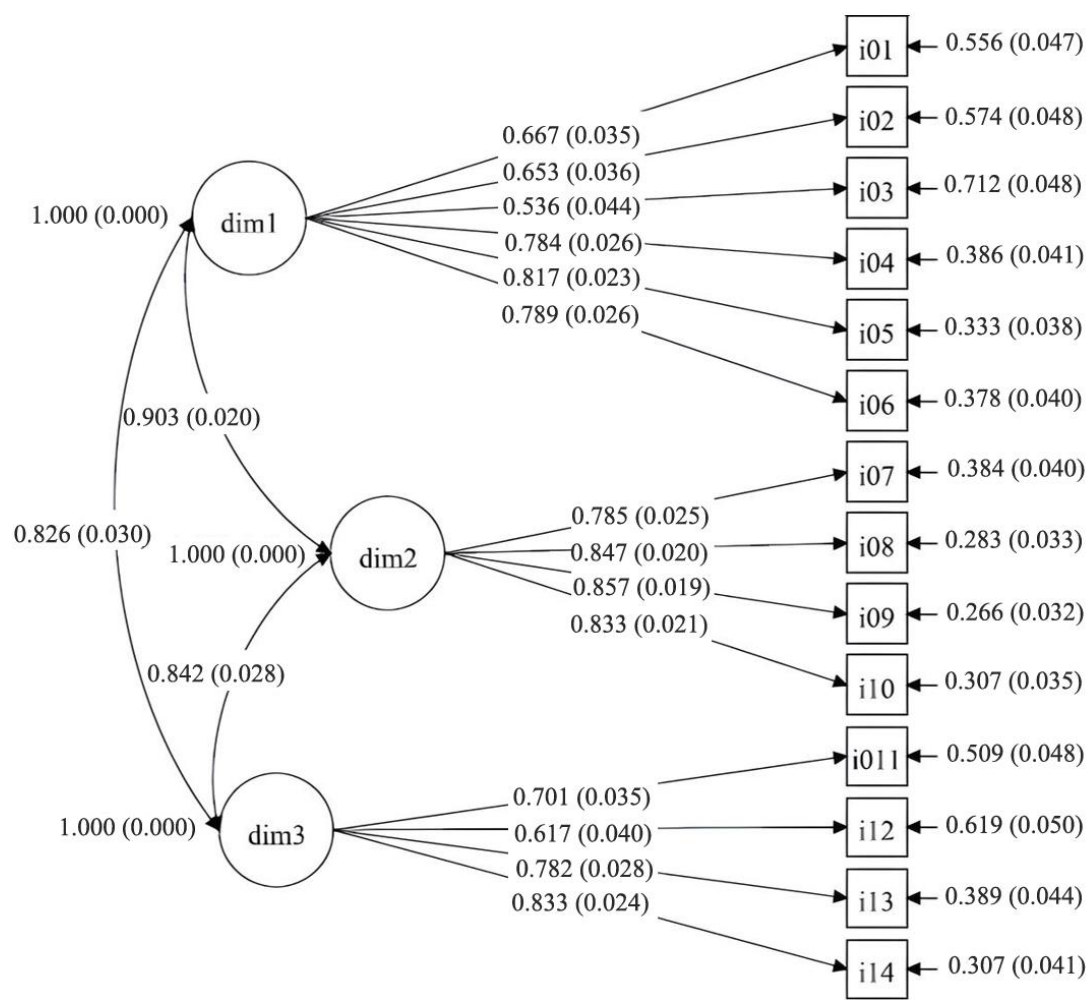 i01
0.556 (0.047)
0.667 (0.035)
i02
0.574 (0.048)
0.653 (0.036)
i03
0.712 (0.048)
0.536 (0.044)
1.000 (0.000)
dim1
0.784 (0.026)
i04
0.386 (0.041)
0.817 (0.023)
0.789 (0.026)
i05
0.333 (0.038)
i06
0.378 (0.040)
0.903 (0.020)
i07
0.384 (0.040)
0.785 (0.025)
0.826 (0.030)
1.000 (0.000)
dim2
0.847 (0.020)
i08
0.283 (0.033)
0.857 (0.019)
i09
0.266 (0.032)
0.833 (0.021)
0.842 (0.028)
i10
0.307 (0.035)
i011
0.509 (0.048)
0.701 (0.035)
1.000 (0.000)
dim3
0.617 (0.040)
i12
0.619 (0.050)
0.782 (0.028)
0.833 (0.024)
i13
0.389 (0.044)
i14
0.307 (0.041)